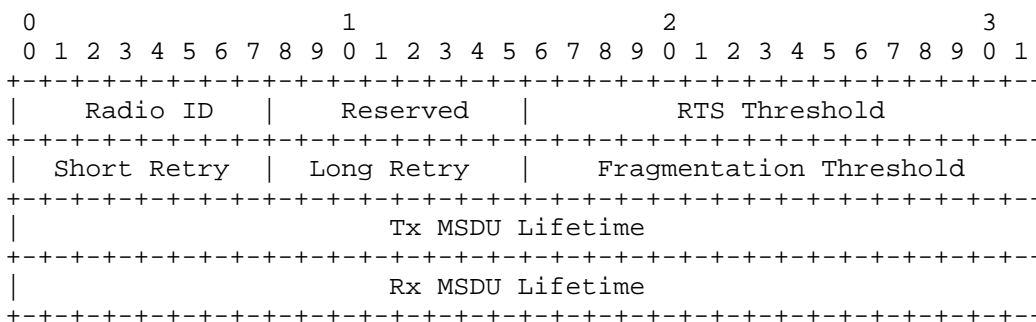 0                   1                   2                   3
0 1 2 3 4 5 6 7 8 9 0 1 2 3 4 5 6 7 8 9 0 1 2 3 4 5 6 7 8 9 0 1
+-+-+-+-+-+-+-+-+-+-+-+-+-+-+-+-+-+-+-+-+-+-+-+-+-+-+-+-+-+-+-+-
|    Radio ID   |    Reserved   |         RTS Threshold
+-+-+-+-+-+-+-+-+-+-+-+-+-+-+-+-+-+-+-+-+-+-+-+-+-+-+-+-+-+-+-+-
|  Short Retry  |  Long Retry   |    Fragmentation Threshold
+-+-+-+-+-+-+-+-+-+-+-+-+-+-+-+-+-+-+-+-+-+-+-+-+-+-+-+-+-+-+-+-
|                       Tx MSDU Lifetime
+-+-+-+-+-+-+-+-+-+-+-+-+-+-+-+-+-+-+-+-+-+-+-+-+-+-+-+-+-+-+-+-
|                       Rx MSDU Lifetime
+-+-+-+-+-+-+-+-+-+-+-+-+-+-+-+-+-+-+-+-+-+-+-+-+-+-+-+-+-+-+-+-